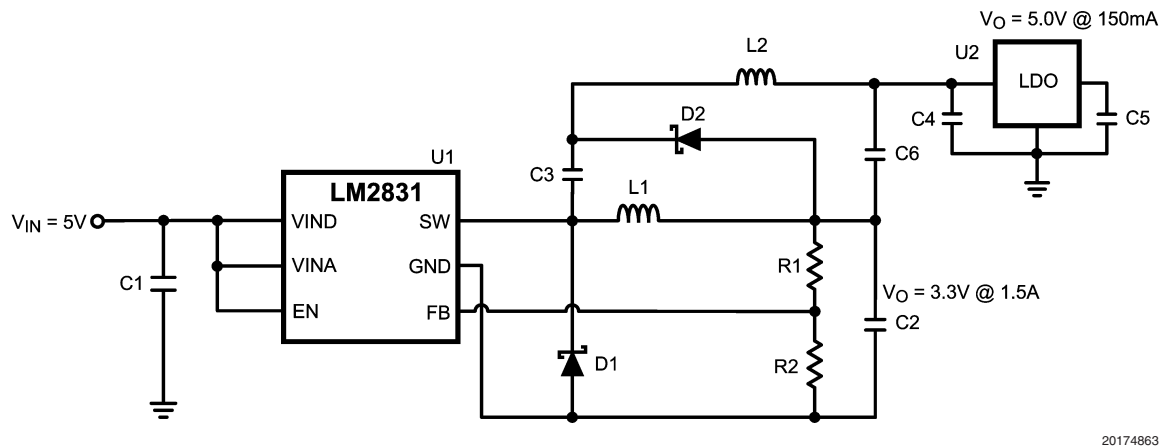 V_O = 5.0V @ 150mA
L2
U2
LDO
D2
C4
C5
U1
C3
C6
LM2831
L1
V_IN = 5V
VIND
SW
VINA
GND
R1
C1
V_O = 3.3V @ 1.5A
EN
FB
C2
D1
R2
20174863